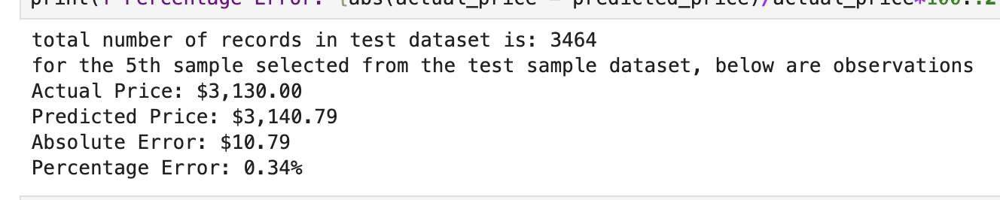 print(f"Percentage Error: {abs(actual_price - predicted_price)/actual_price*100:.2
total number of records in test dataset is: 3464
for the 5th sample selected from the test sample dataset, below are observations
Actual Price: $3,130.00
Predicted Price: $3,140.79
Absolute Error: $10.79
Percentage Error: 0.34%